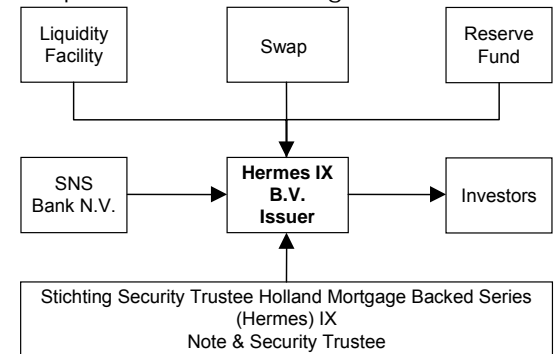 Liquidity
Facility
Swap
Reserve
Fund
SNS
Bank N.V.
Hermes IX
B.V.
Issuer
Investors
Stichting Security Trustee Holland Mortgage Backed Series
(Hermes) IX
Note & Security Trustee